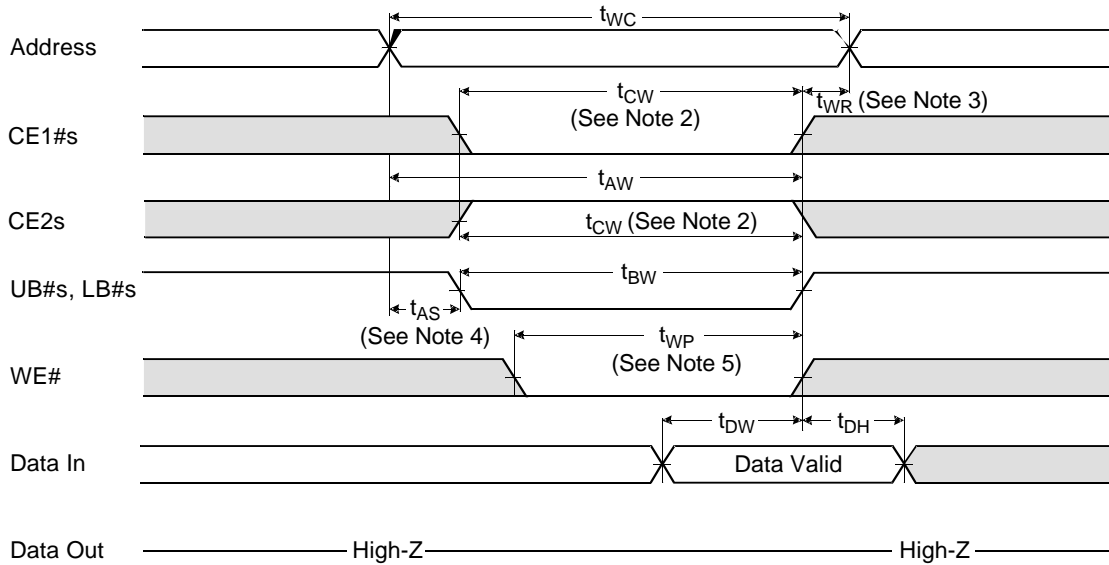 tWC
Address
tCW
(See Note 2)
tWR (See Note 3)
CE1#s
tAW
CE2s
tCW (See Note 2)
tBW
UB#s, LB#s
tAS
(See Note 4)
tWP
(See Note 5)
WE#
tDW
tDH
Data In
Data Valid
Data Out
High-Z
High-Z